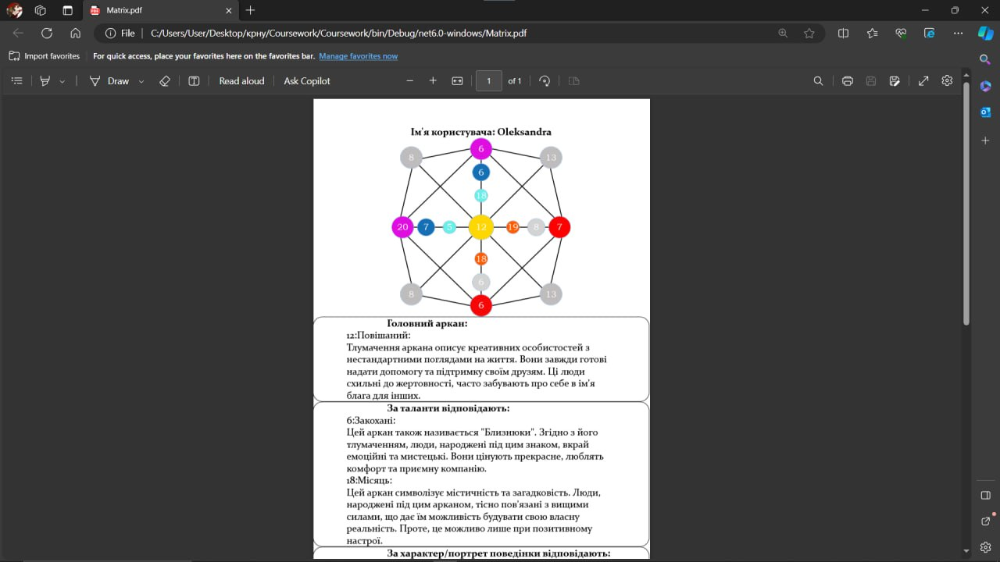 Matrix.pdf
File
C:/Users/User/Desktop/крну/Coursework/Coursework/bin/Debug/net6.0-windows/Matrix.pdf
Import favorites
For quick access, place your favorites here on the favorites bar. Manage favorites now
Draw
Read aloud
Ask Copilot
1 of 1
Ім'я користувача: Oleksandra
6
8
13
6
18
20 7 5 12 19 8 7
18
6
8
13
6
Головний аркан:
12:Повішаний:
Тлумачення аркана описує креативних особистостей з
нестандартними поглядами на життя. Вони завжди готові
надати допомогу та підтримку своїм друзям. Ці люди
схильні до жертовності, часто забувають про себе в ім'я
блага для інших.
За таланти відповідають:
6:Закохані:
Цей аркан також називається "Близнюки". Згідно з його
тлумаченням, люди, народжені під цим знаком, вкрай
емоційні та мистецькі. Вони цінують прекрасне, люблять
комфорт та приємну компанію.
18:Місяць:
Цей аркан символізує містичність та загадковість. Люди,
народжені під цим арканом, тісно пов'язані з вищими
силами, що дає їм можливість будувати свою власну
реальність. Проте, це можливо лише при позитивному
настрої.
За характер/портрет поведінки відповідають: